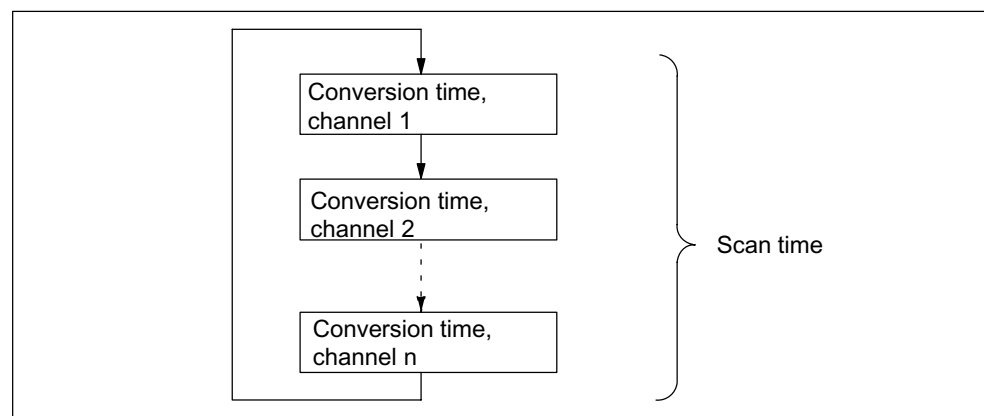 Conversion time,
channel 1
Conversion time,
channel 2
Scan time
Conversion time,
channel n